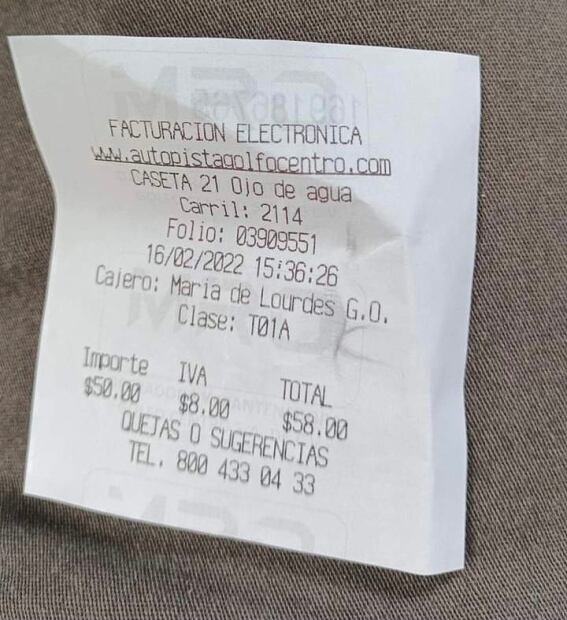 FACTURACION ELECTRONICA
www.autopistagolfocentro.com
CASETA 21 Ojo de agua
Carril: 2114
Folio: 03909551
16/02/2022 15:36:26
Cajero: Maria de Lourdes G.O.
Clase: T01A
Importe IVA TOTAL
$50.00 $8.00 $58.00
QUEJAS O SUGERENCIAS
TEL. 800 433 04 33